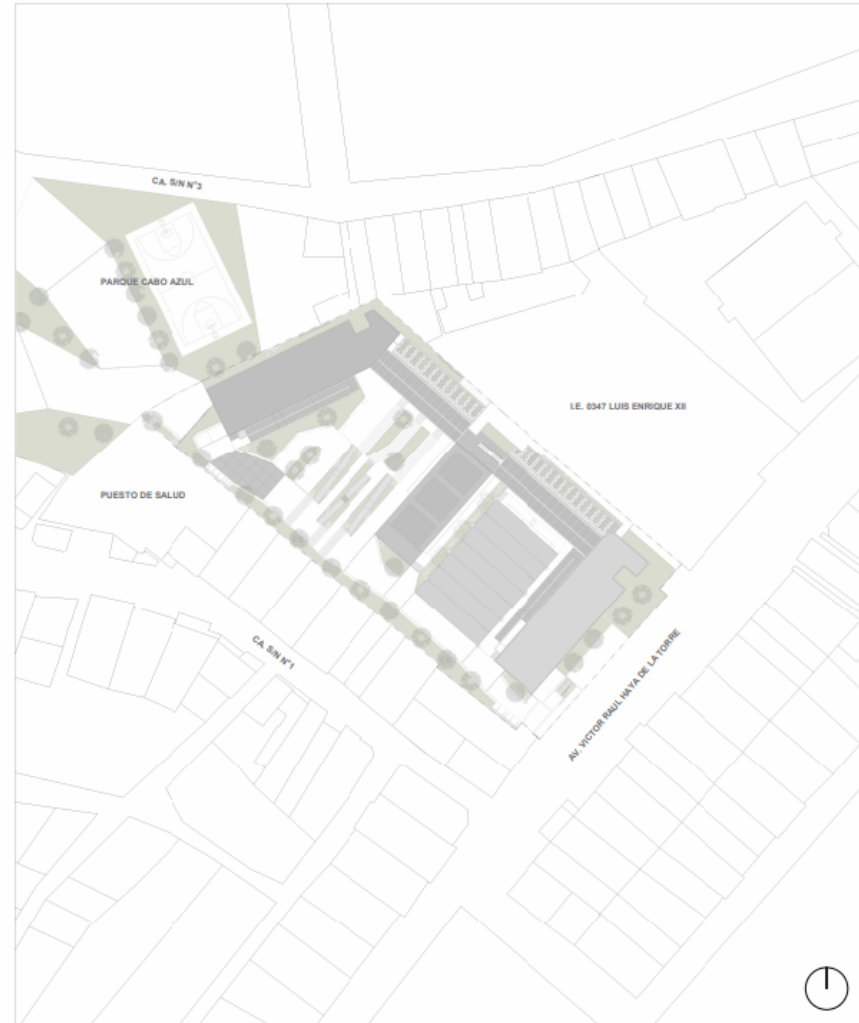 CA. S/N N°3
PARQUE CABO AZUL
I.E. 0347 LUIS ENRIQUE XII
PUESTO DE SALUD
CA. S/N N°1
AV. VICTOR RAUL HAYA DE LA TORRE